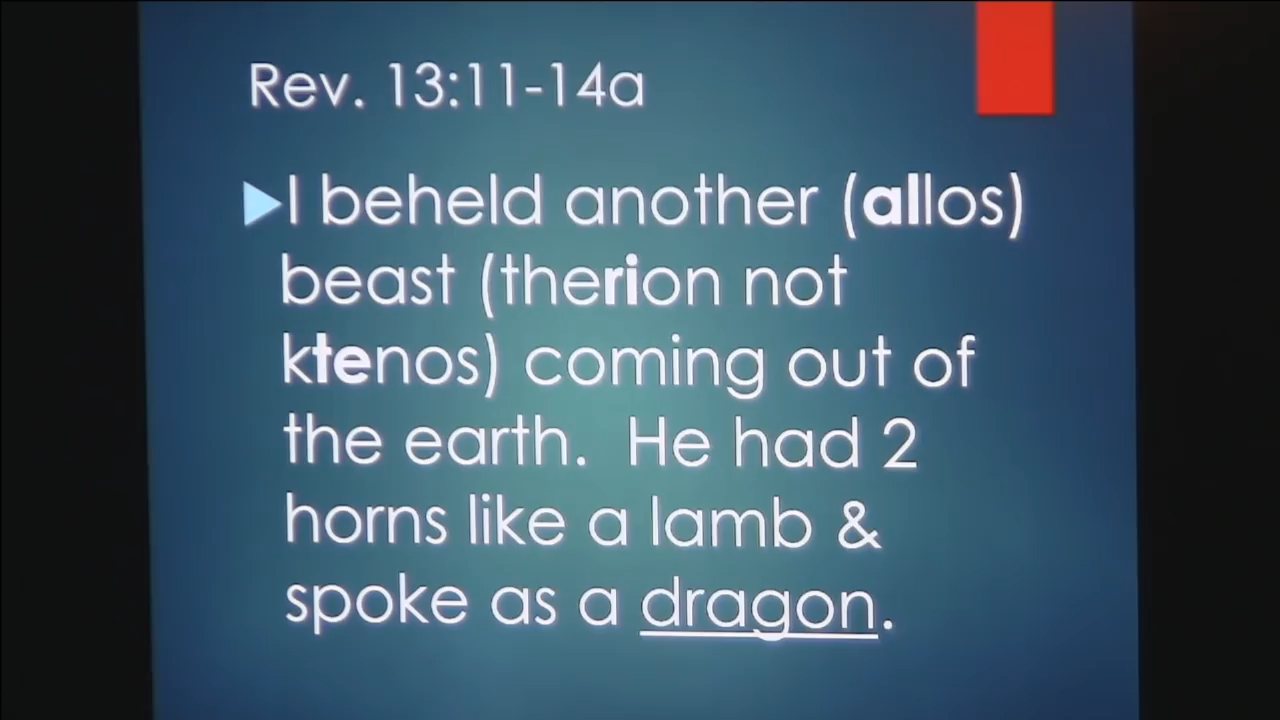 Rev. 13:11-14a
I beheld another (allos)
beast (therion not
ktenos) coming out of
the earth.  He had 2
horns like a lamb &
spoke as a dragon.